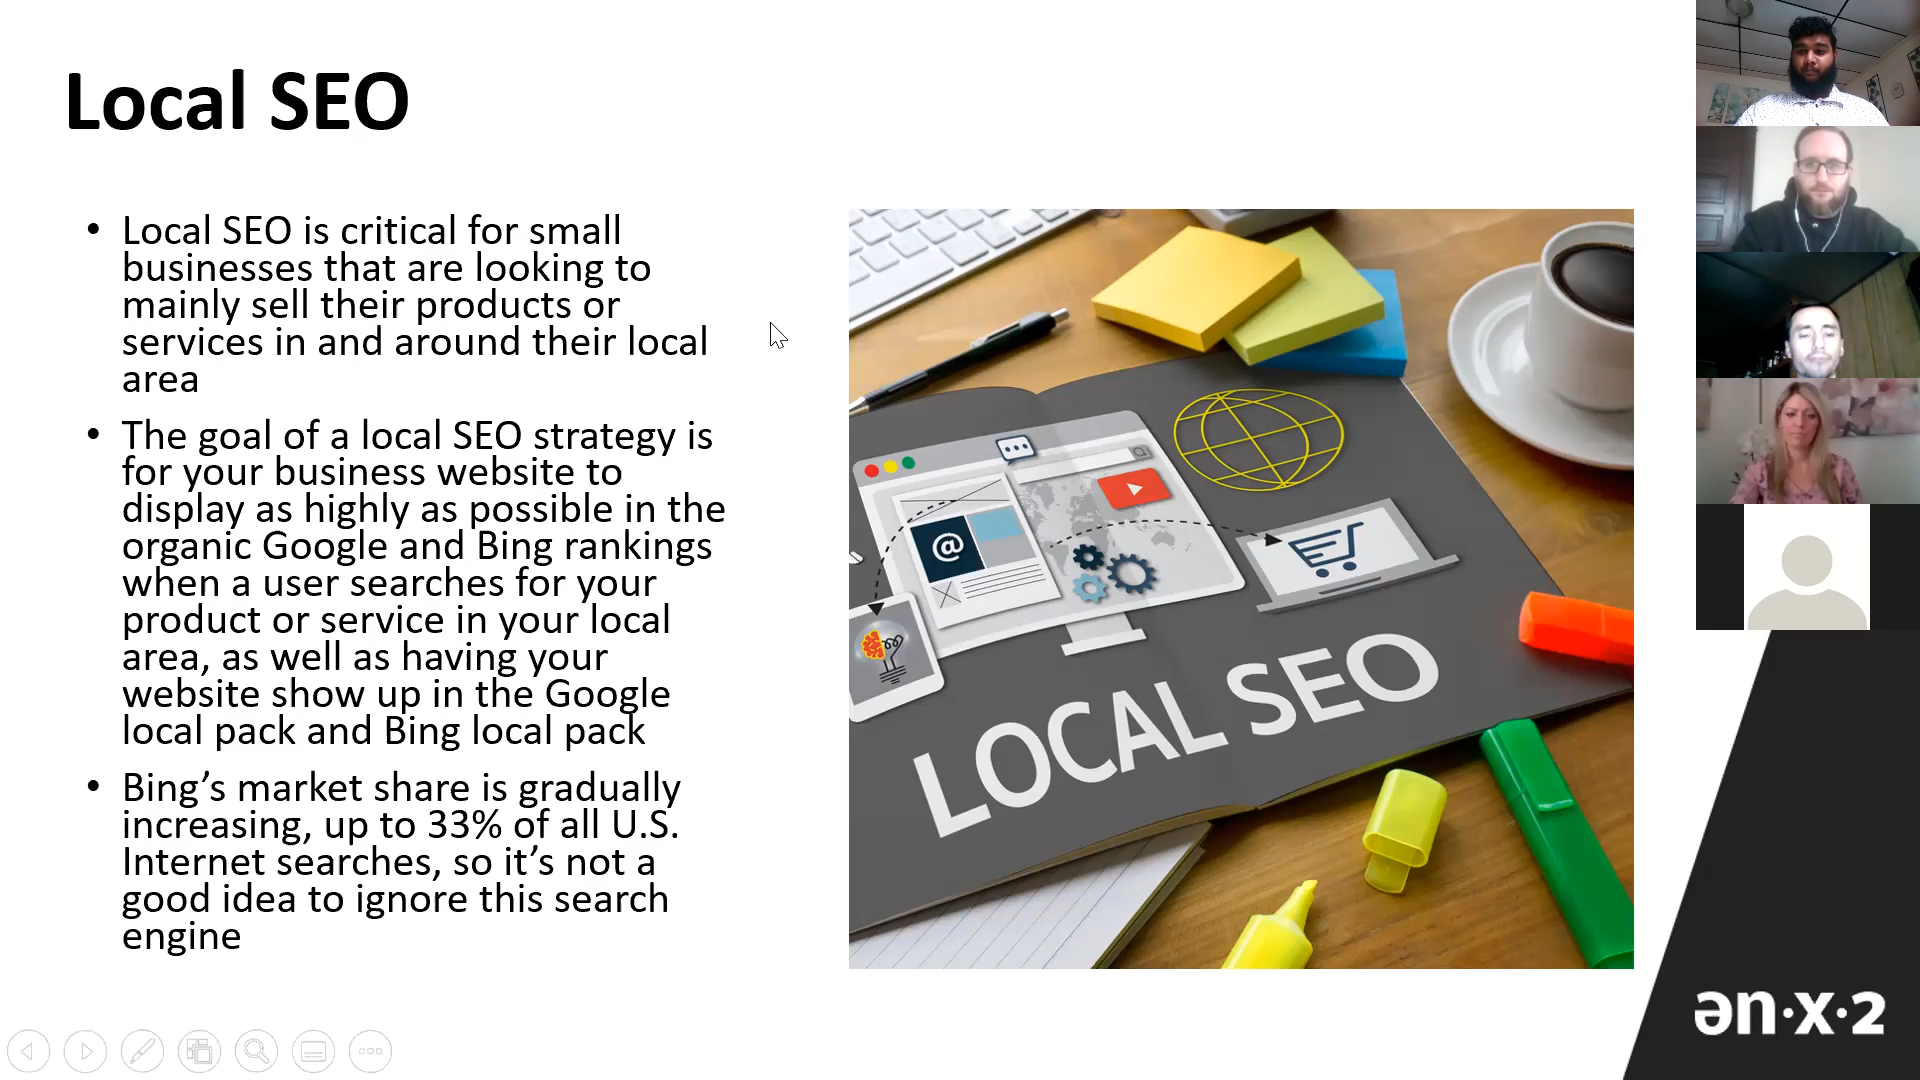 Local SEO
• Local SEO is critical for small
businesses that are looking to
mainly sell their products or
services in and around their local
area
• The goal of a local SEO strategy is
for your business website to
display as highly as possible in the
organic Google and Bing rankings
when a user searches for your
product or service in your local
area, as well as having your
website show up in the Google
local pack and Bing local pack
• Bing’s market share is gradually
increasing, up to 33% of all U.S.
Internet searches, so it’s not a
good idea to ignore this search
engine
@
LOCAL SEO
ən·x·2